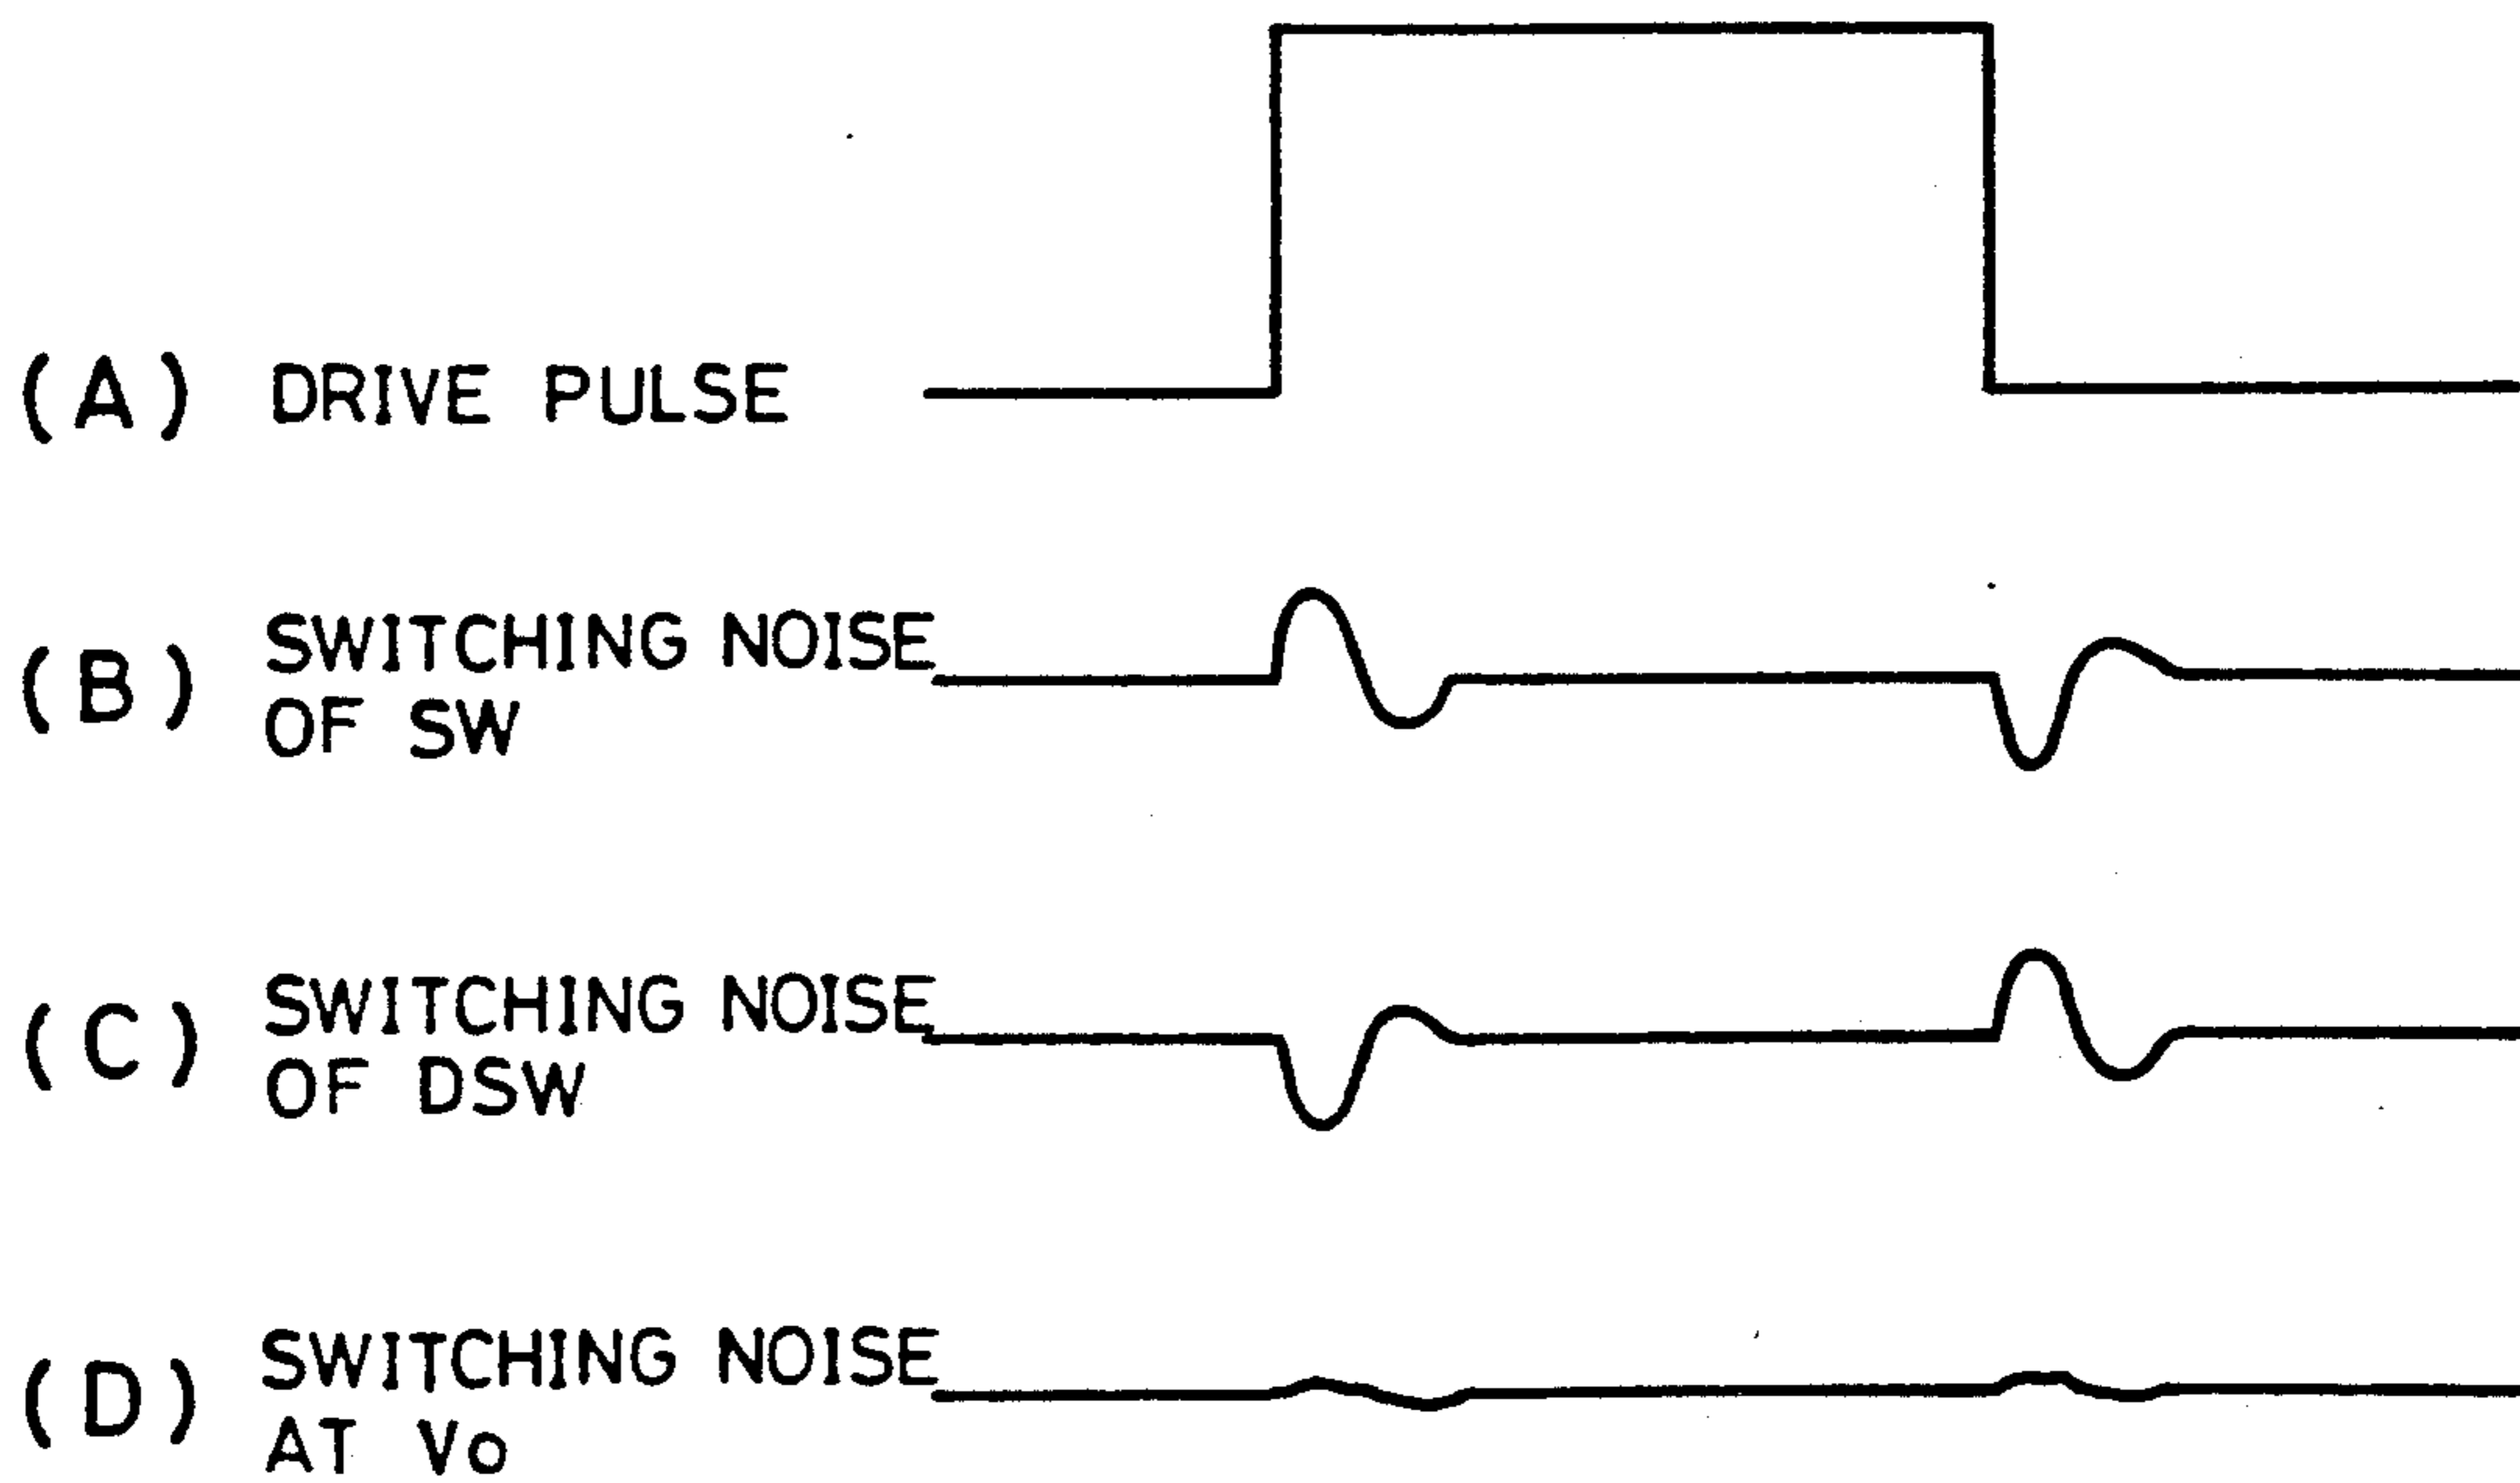 (A) DRIVE PULSE
(B) SWITCHING NOISE
OF SW
(C) SWITCHING NOISE
OF DSW
(D) SWITCHING NOISE
AT Vo